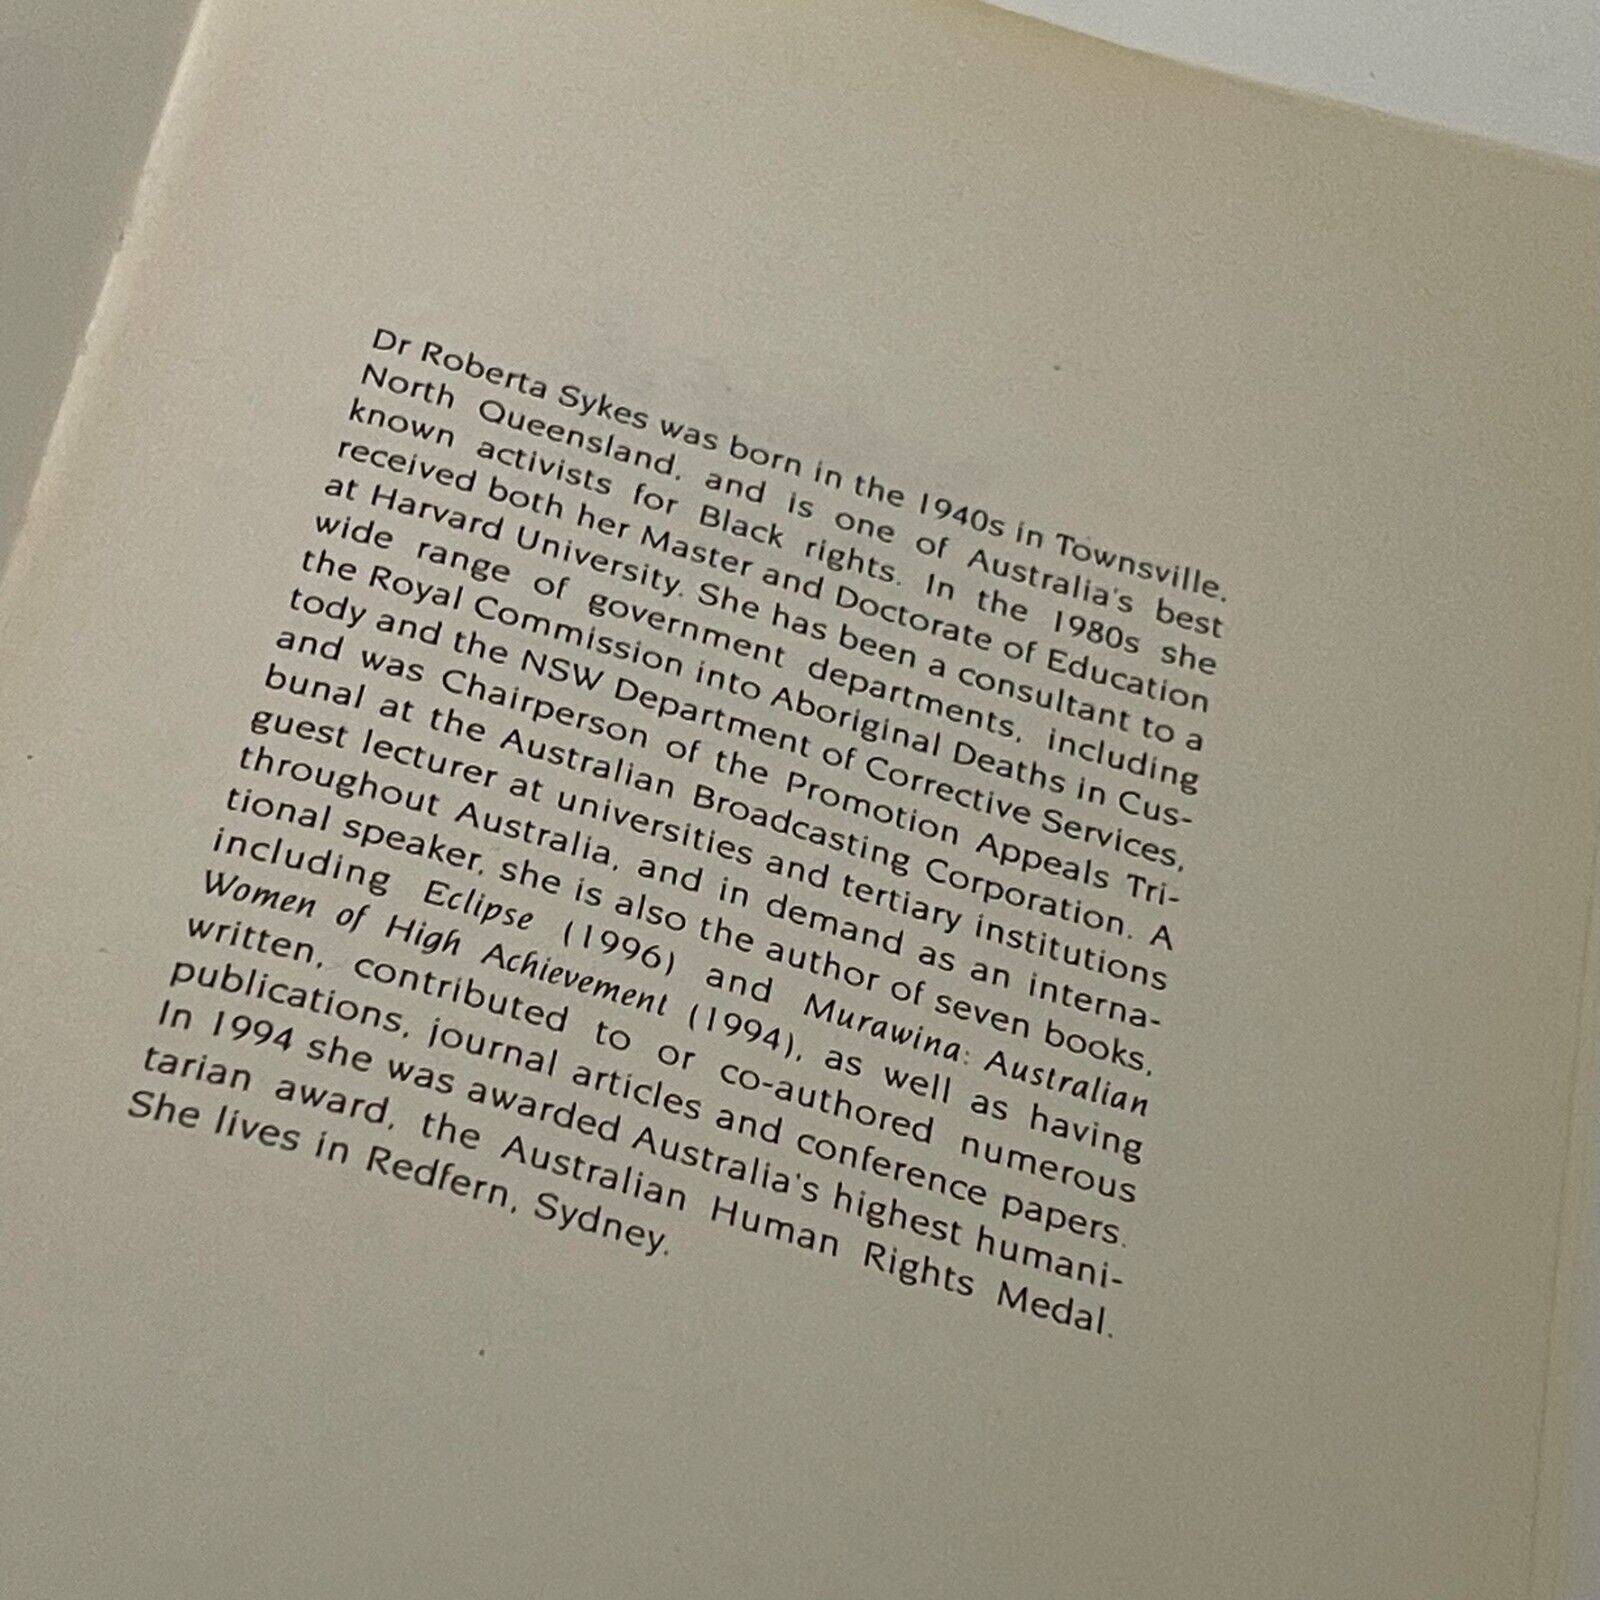 Dr Roberta Sykes was born in the 1940s in Townsville,
North Queensland, and is one of Australia's best
known activists for Black rights. In the 1980s she
received both her Master and Doctorate of Education
at Harvard University. She has been a consultant to a
wide range of government departments, including
the Royal Commission into Aboriginal Deaths in Cus-
tody and the NSW Department of Corrective Services,
and was Chairperson of the Promotion Appeals Tri-
bunal at the Australian Broadcasting Corporation. A
guest lecturer at universities and tertiary institutions
throughout Australia, and in demand as an interna-
tional speaker, she is also the author of seven books,
including Eclipse (1996) and Murawina: Australian
Women of High Achievement (1994), as well as having
written, contributed to or co-authored numerous
publications, journal articles and conference papers.
In 1994 she was awarded Australia's highest humani-
tarian award, the Australian Human Rights Medal.
She lives in Redfern, Sydney.